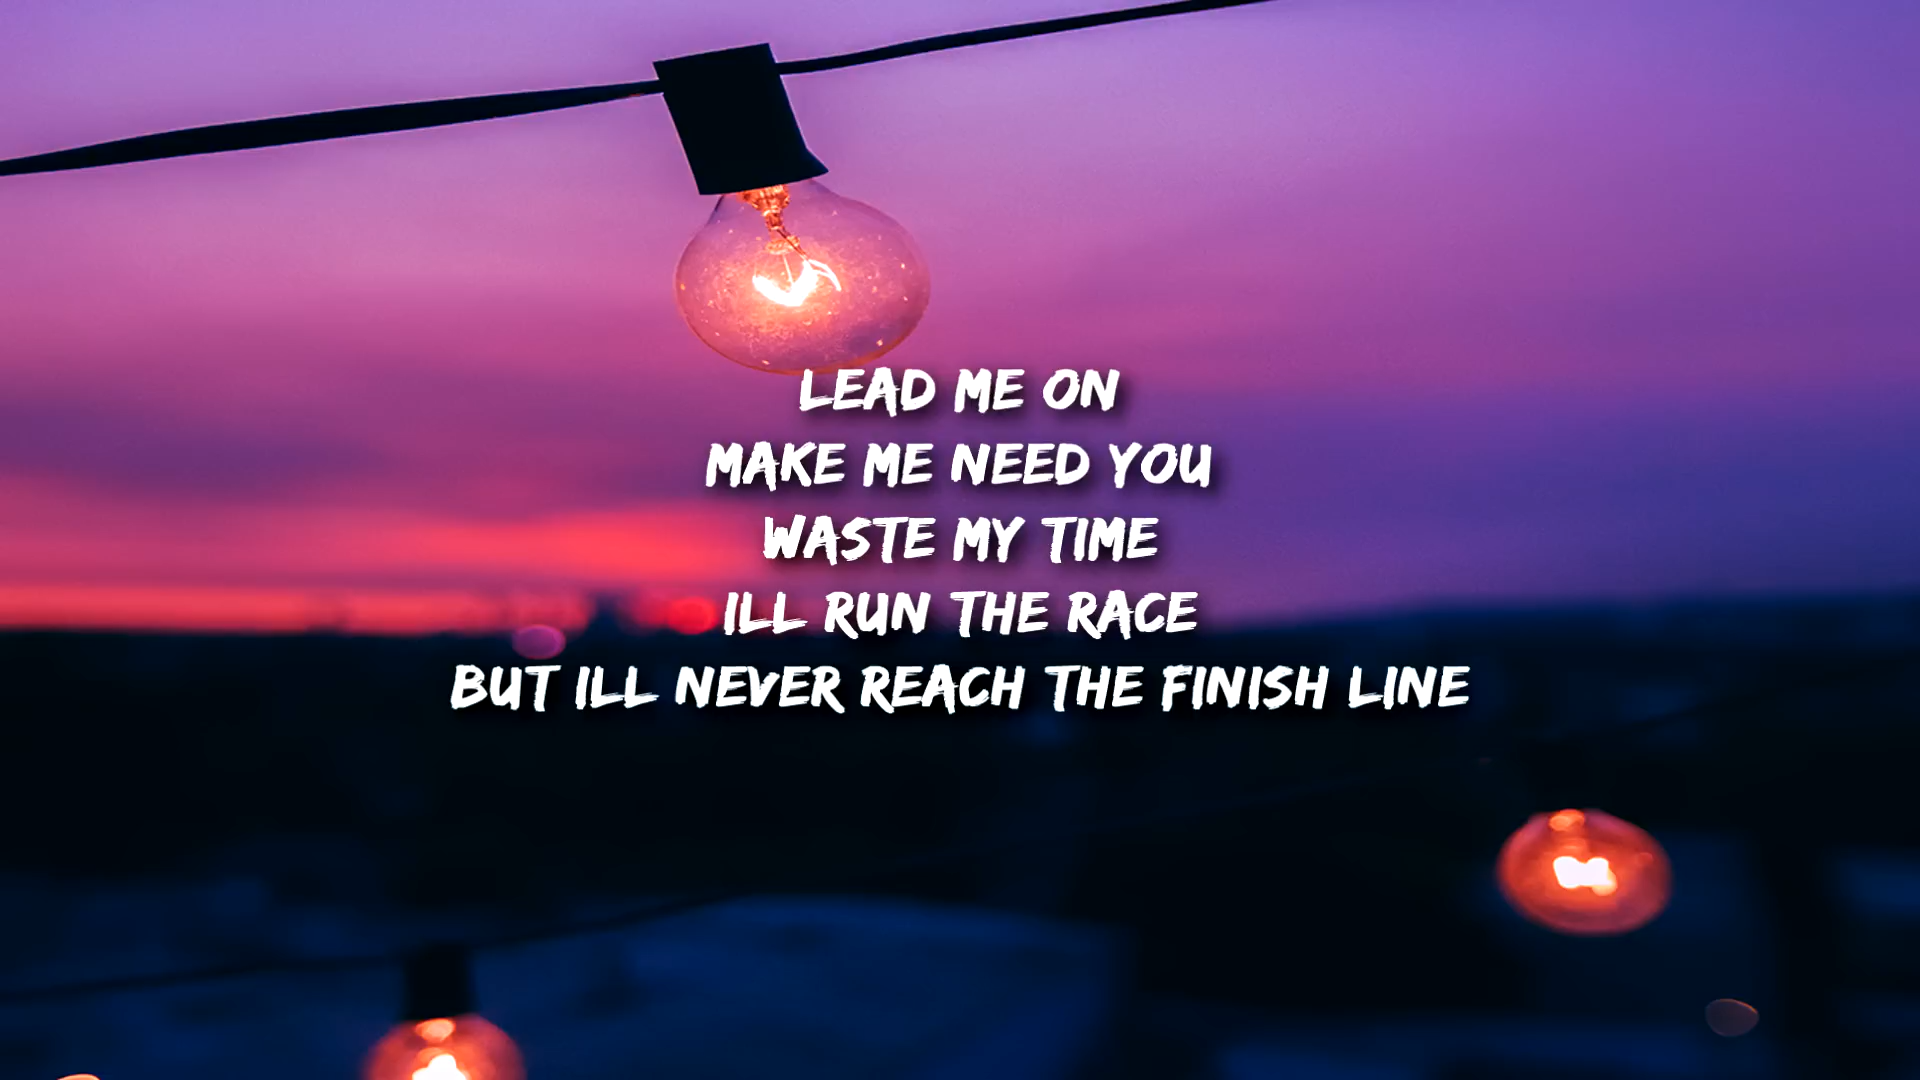 LEAD ME ON
MAKE ME NEED YOU
WASTE MY TIME
ILL RUN THE RACE
BUT ILL NEVER REACH THE FINISH LINE